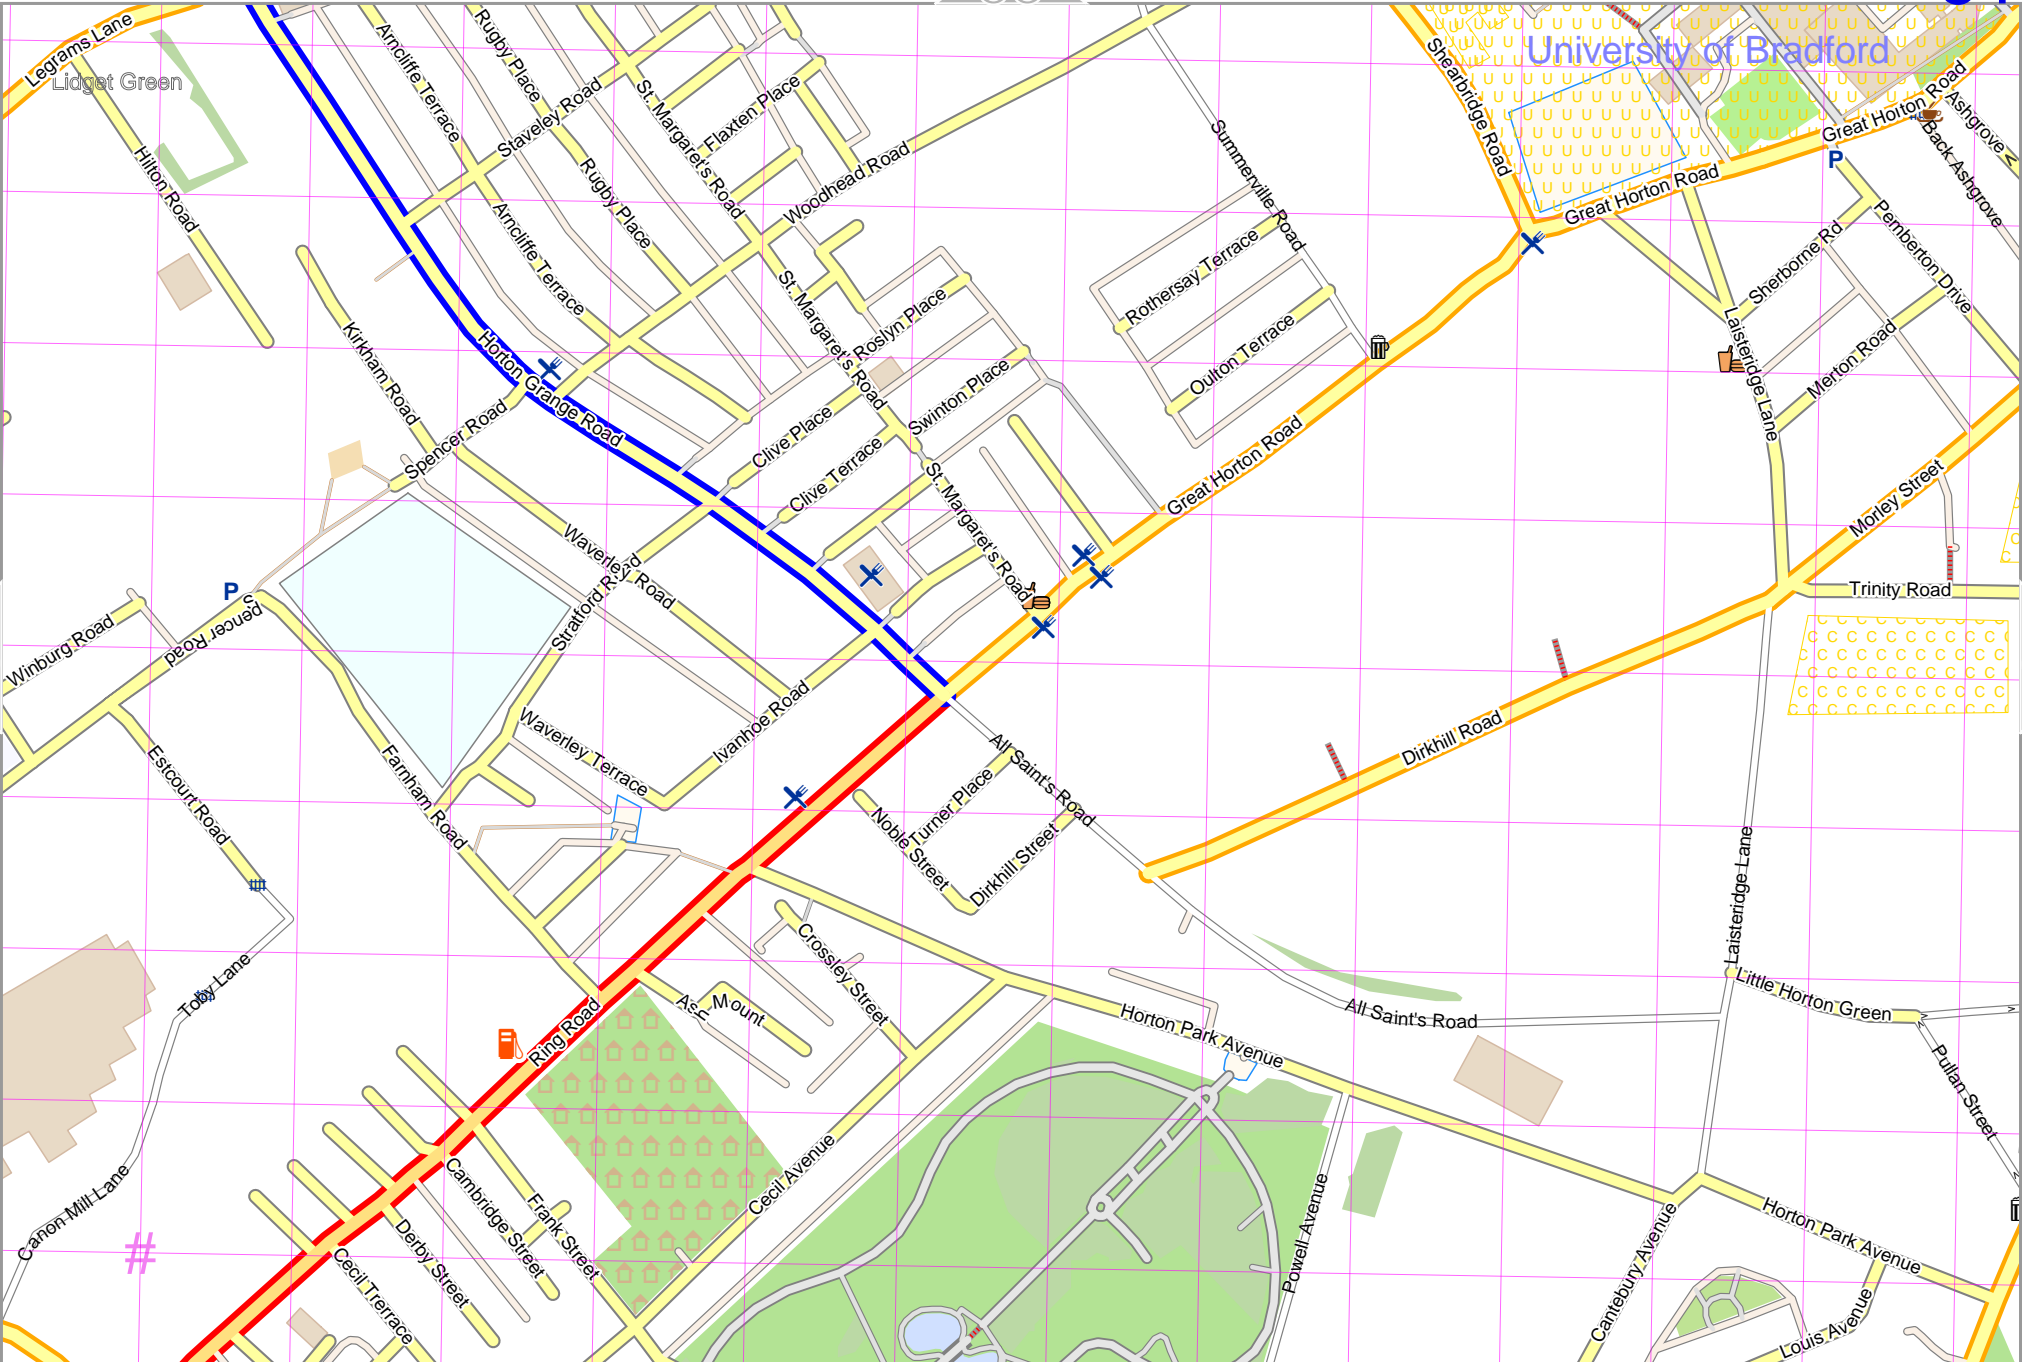 Legrams Lane
Lidget Green
Arncliffe Terrace
Rugby Place
Staveley Road
St. Margaret's Road
Flaxten Place
Woodhead Road
Summerville Road
Shearbridge Road
University of Bradford
Great Horton Road
Ashgrove
Back Ashgrove
P
Hilton Road
Arncliffe Terrace
Rugby Place
Great Horton Road
Sherborne Rd
Pemberton Drive
Rothersay Terrace
Kirkham Road
Horton Grange Road
St. Margaret's Road
Roslyn Place
Oulton Terrace
Laisteridge Lane
Merton Road
Spencer Road
Clive Place
Swinton Place
Clive Terrace
Great Horton Road
Morley Street
St. Margaret's Road
Waverley Road
Stratford Road
P
Spencer Road
Winburg Road
Trinity Road
Waverley Terrace
Ivanhoe Road
All Saint's Road
Dirkhill Road
Estcourt Road
Farnham Road
Noble Street
Turner Place
Dirkhill Street
Laisteridge Lane
Toby Lane
Crossley Street
Mount
Ring Road
Horton Park Avenue
All Saint's Road
Little Horton Green
Pullan Street
Canon Mill Lane
Cambridge Street
Frank Street
Cecil Avenue
Derby Street
Cecil Trerrace
Powell Avenue
Cantebury Avenue
Horton Park Avenue
Louis Avenue
#